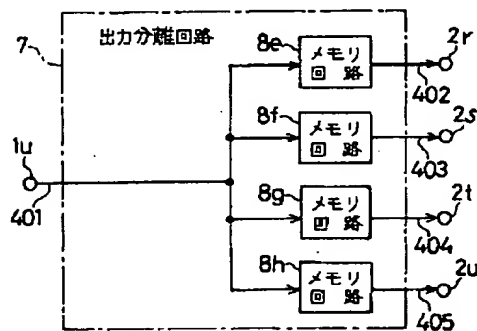 7
出力分離回路
8e
メモリ
回路
2r
402
8f
メモリ
回路
2s
403
1u
401
8g
メモリ
回路
2t
404
8h
メモリ
回路
2u
405